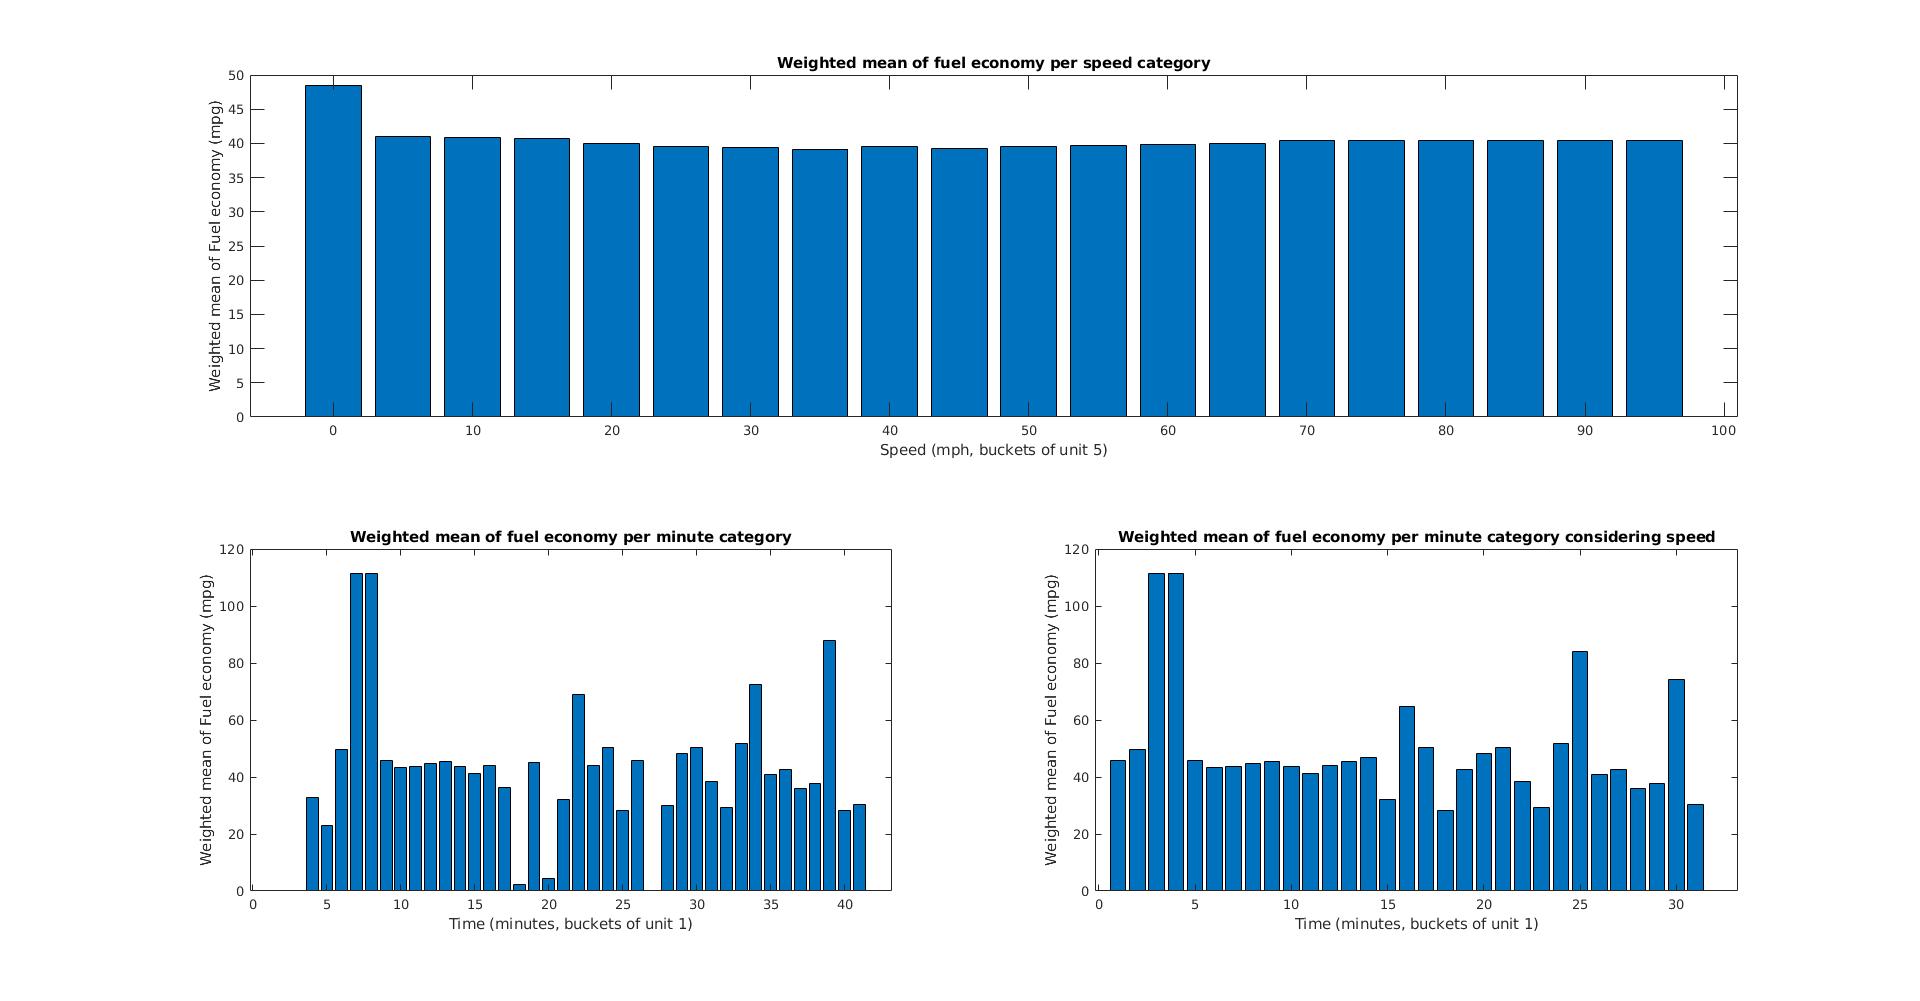 Weighted mean of fuel economy per speed category
50
45
40
35
30
25
20
15
10
5
0
Weighted mean of Fuel economy (mpg)
0 10 20 30 40 50 60 70 80 90 100
Speed (mph, buckets of unit 5)
Weighted mean of fuel economy per minute category
120
100
80
60
40
20
0
Weighted mean of Fuel economy (mpg)
0 5 10 15 20 25 30 35 40
Time (minutes, buckets of unit 1)
Weighted mean of fuel economy per minute category considering speed
120
100
80
60
40
20
0
Weighted mean of Fuel economy (mpg)
0 5 10 15 20 25 30
Time (minutes, buckets of unit 1)